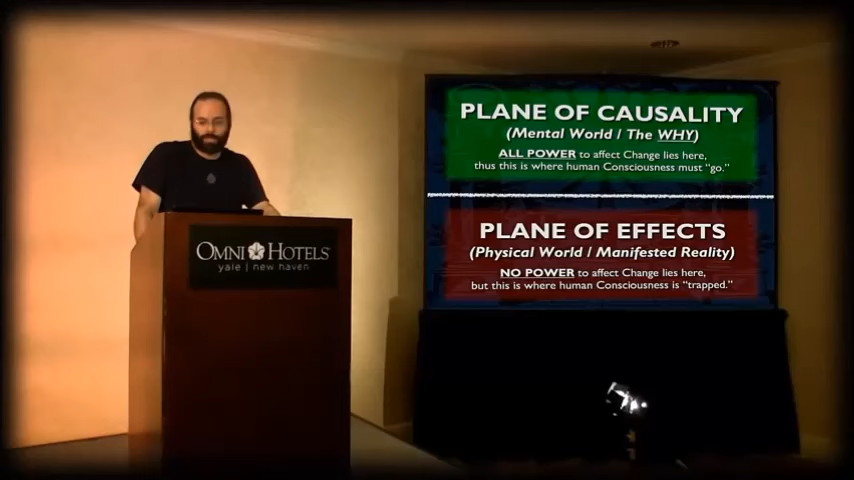 OMNI HOTELS
yale | new haven
PLANE OF CAUSALITY
(Mental World / The WHY)
ALL POWER to affect Change lies here,
thus this is where human Consciousness must “go.”
PLANE OF EFFECTS
(Physical World / Manifested Reality)
NO POWER to affect Change lies here,
but this is where human Consciousness is “trapped.”